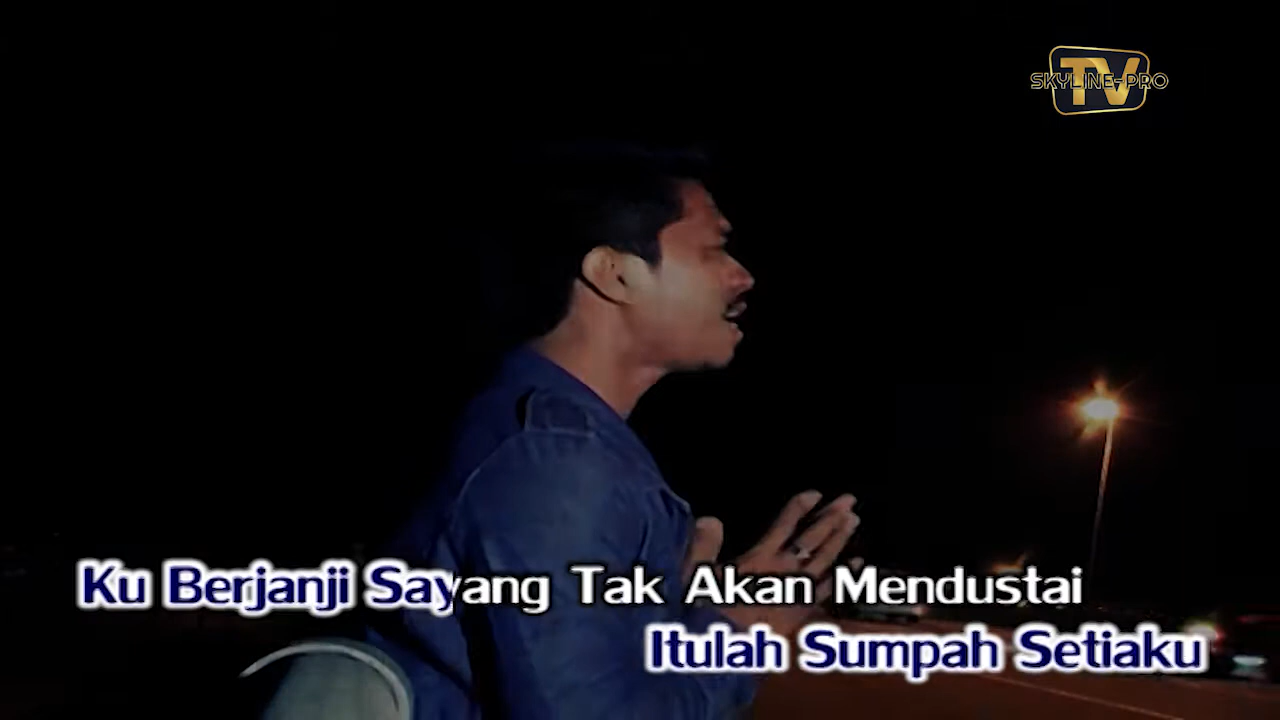 TV
SKYLINE-PRO
Ku Berjanji Sayang Tak Akan Mendustai
Itulah Sumpah Setiaku